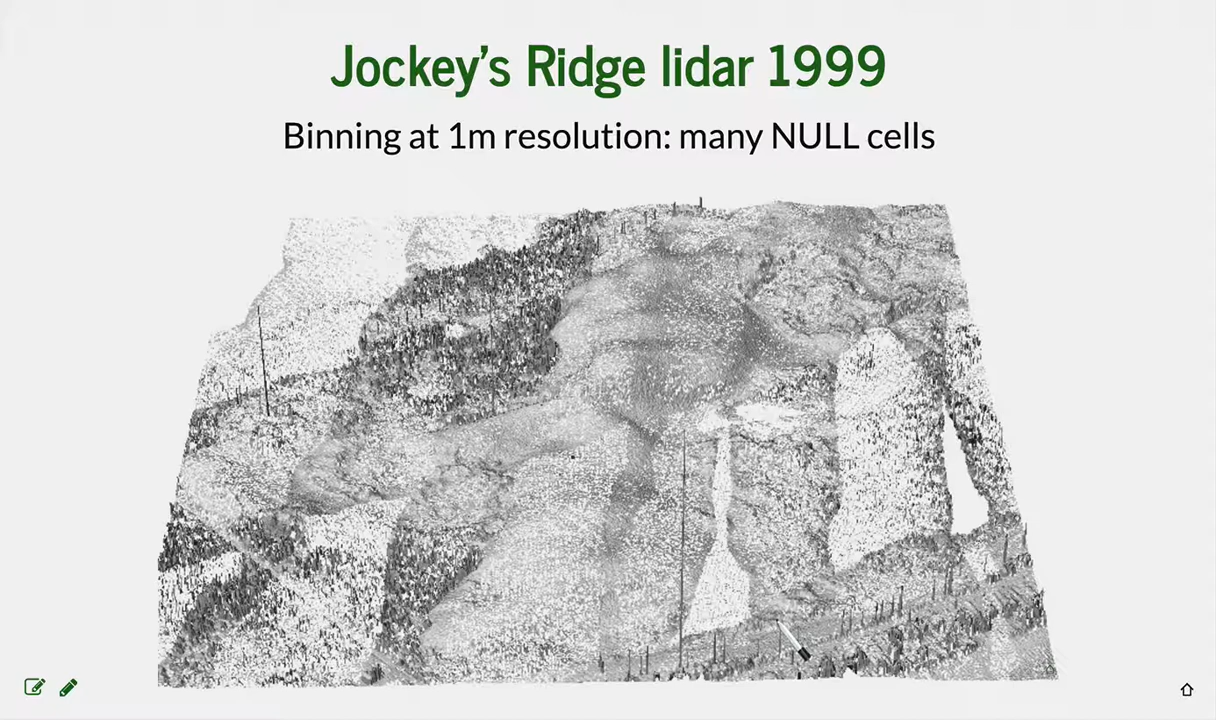 Jockey’s Ridge lidar 1999
Binning at 1m resolution: many NULL cells